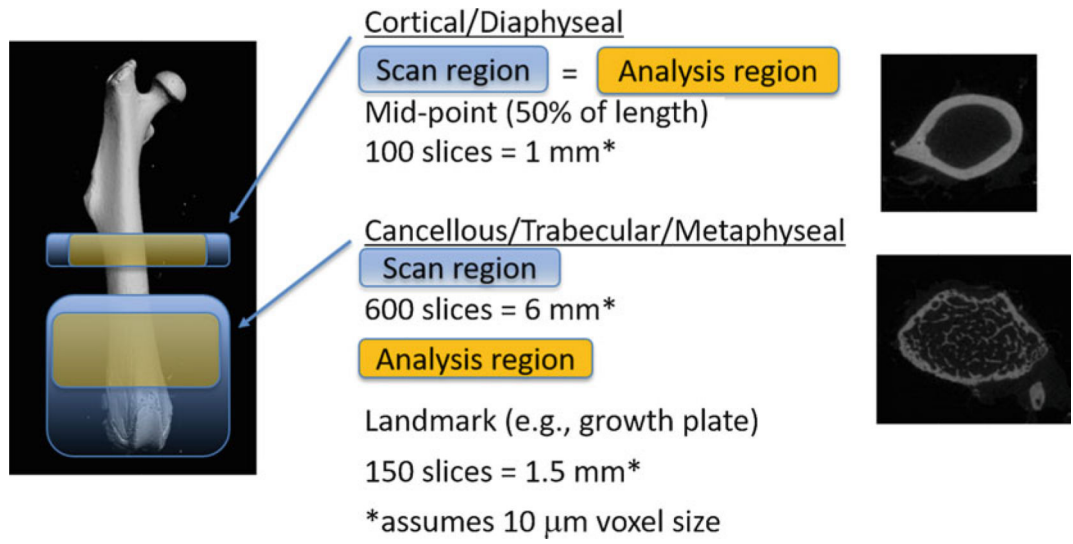 Cortical/Diaphyseal
Scan region = Analysis region
Mid-point (50% of length)
100 slices = 1 mm*
Cancellous/Trabecular/Metaphyseal
Scan region
600 slices = 6 mm*
Analysis region
Landmark (e.g., growth plate)
150 slices = 1.5 mm*
*assumes 10 μm voxel size